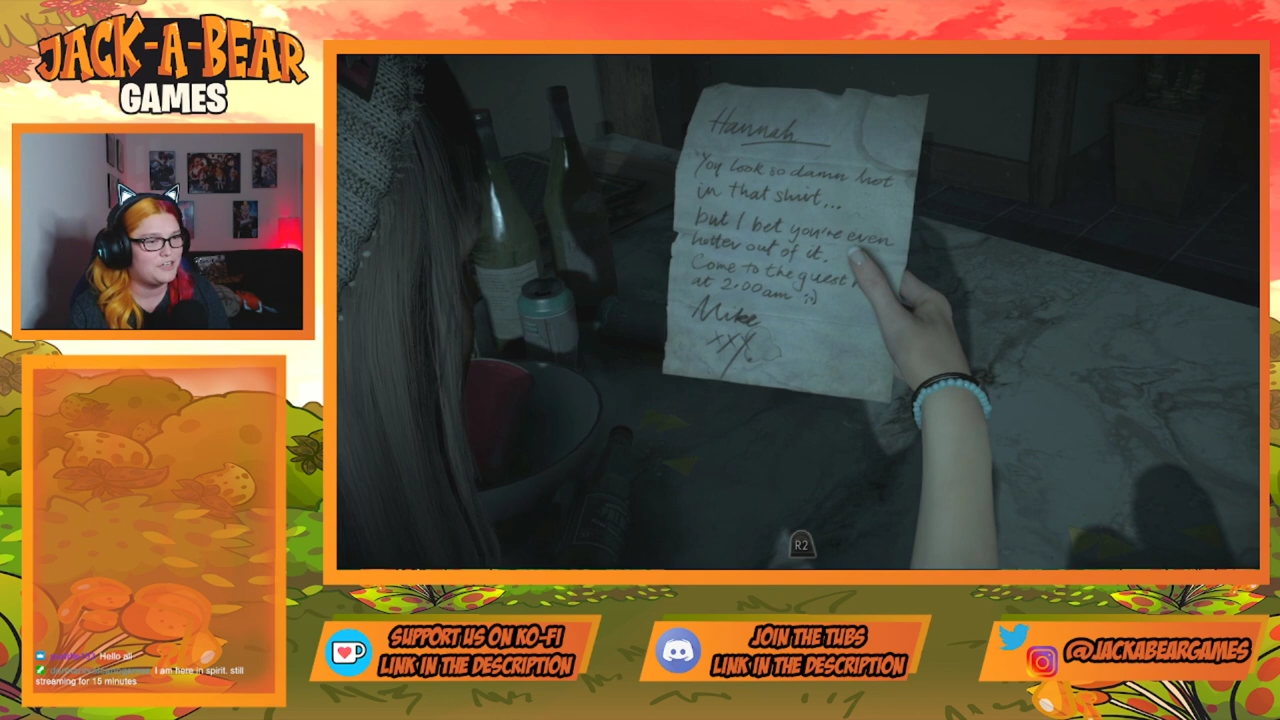 JACK-A-BEAR
GAMES
Hannah
You look so damn hot
in that shirt...
but I bet you're even
hotter out of it.
Come to the guest
at 2:00am :)
Mike
xxx
R2
Hello all
I am here in spirit. still
streaming for 15 minutes
SUPPORT US ON KO-FI
LINK IN THE DESCRIPTION
JOIN THE TUBS
LINK IN THE DESCRIPTION
@JACKABEARGAMES